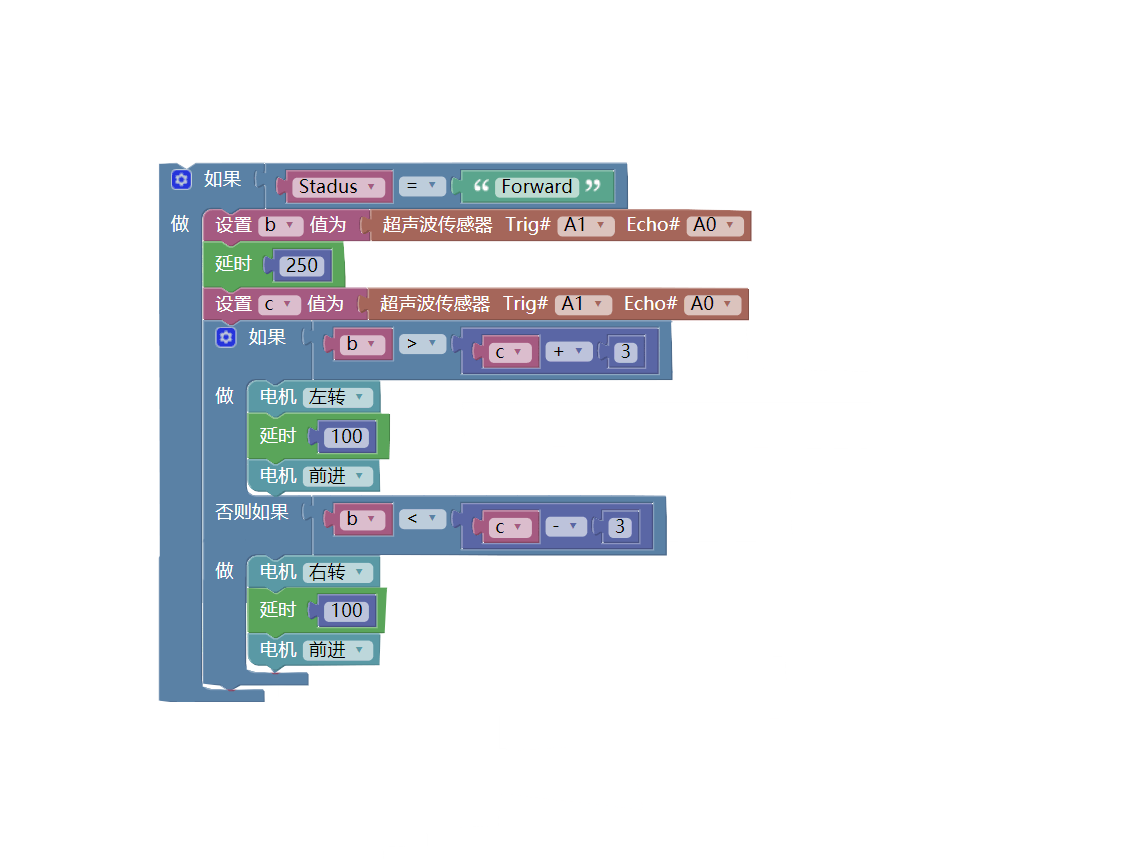 如果 Stadus = “ Forward ”
做 设置 b 值为 超声波传感器 Trig# A1 Echo# A0
延时 250
设置 c 值为 超声波传感器 Trig# A1 Echo# A0
如果 b > c + 3
做 电机 左转
延时 100
电机 前进
否则如果 b < c - 3
做 电机 右转
延时 100
电机 前进